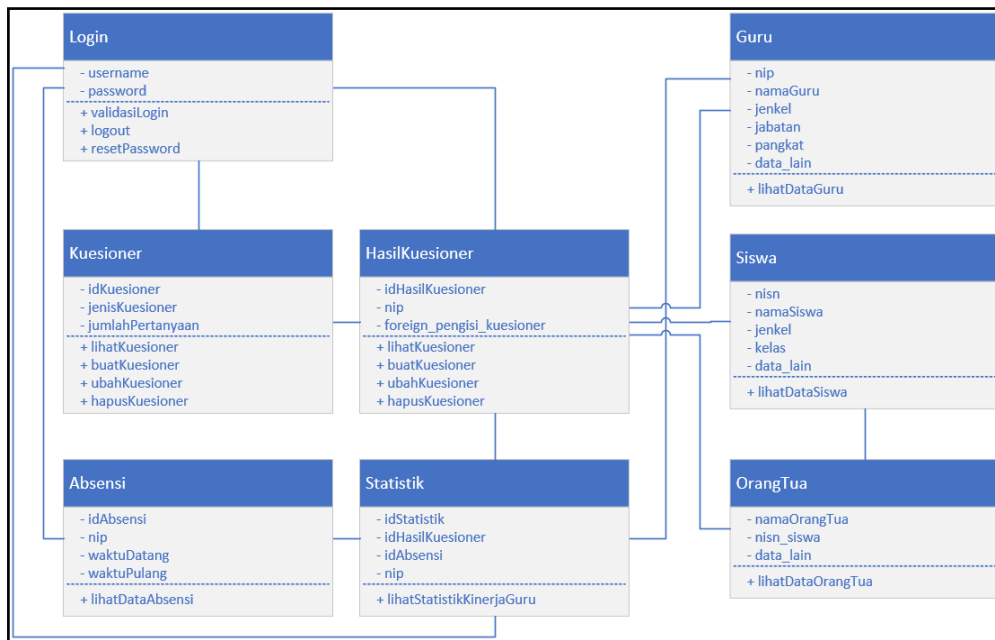 Login
- username
- password
+ validasiLogin
+ logout
+ resetPassword
Guru
- nip
- namaGuru
- jenkel
- jabatan
- pangkat
- data_lain
+ lihatDataGuru
Kuesioner
- idKuesioner
- jenisKuesioner
- jumlahPertanyaan
+ lihatKuesioner
+ buatKuesioner
+ ubahKuesioner
+ hapusKuesioner
HasilKuesioner
- idHasilKuesioner
- nip
- foreign_pengisi_kuesioner
+ lihatKuesioner
+ buatKuesioner
+ ubahKuesioner
+ hapusKuesioner
Siswa
- nisn
- namaSiswa
- jenkel
- kelas
- data_lain
+ lihatDataSiswa
Absensi
- idAbsensi
- nip
- waktuDatang
- waktuPulang
+ lihatDataAbsensi
Statistik
- idStatistik
- idHasilKuesioner
- idAbsensi
- nip
+ lihatStatistikKinerjaGuru
OrangTua
- namaOrangTua
- nisn_siswa
- data_lain
+ lihatDataOrangTua